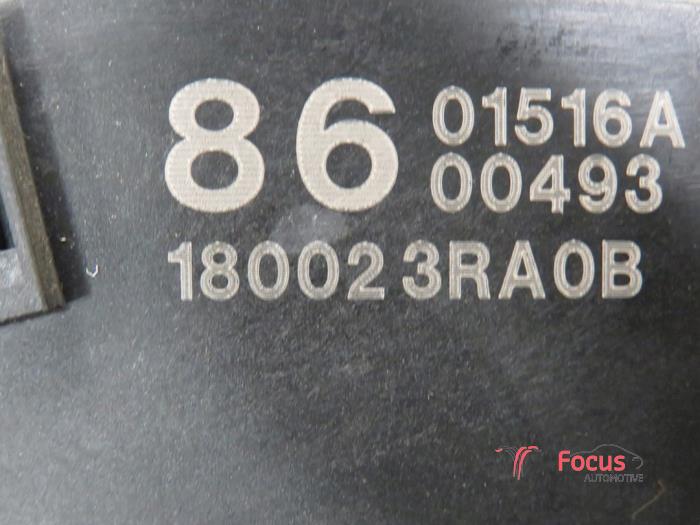 86 01516A
00493
18002 3RA0B
Focus
AUTOMOTIVE